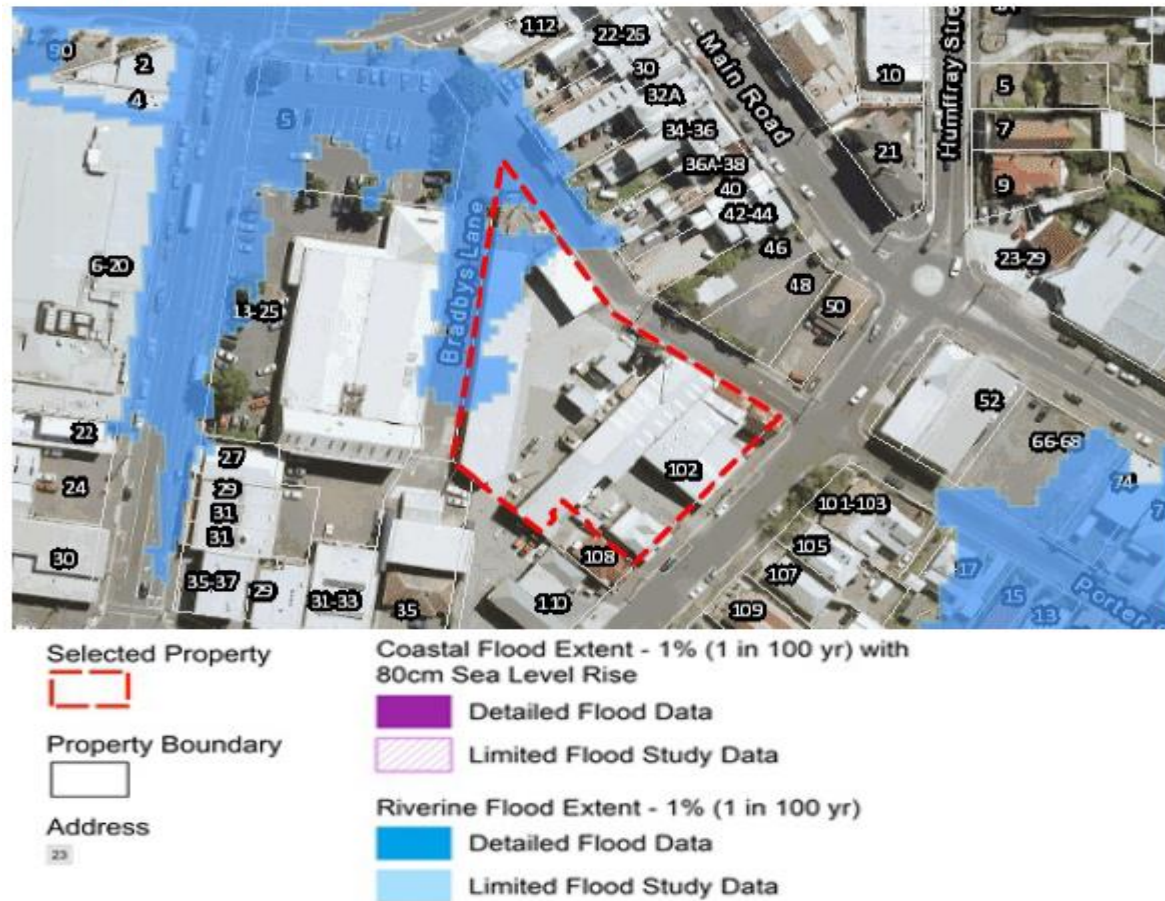 90
2
4
112
22-26
30
32A
34-36
36A-38
40
42-44
46
48
50
Main Road
10
21
Humffray Stre
5
7
9
23-29
5
6-20
13-25
Bradbys Lane
22
24
30
27
29
31
31
35-37
29
31-33
35
102
108
110
52
66-68
74
7
101-103
105
107
109
17
15
13
Porter
Selected Property
Property Boundary
Address
23
Coastal Flood Extent - 1% (1 in 100 yr) with
80cm Sea Level Rise
Detailed Flood Data
Limited Flood Study Data
Riverine Flood Extent - 1% (1 in 100 yr)
Detailed Flood Data
Limited Flood Study Data